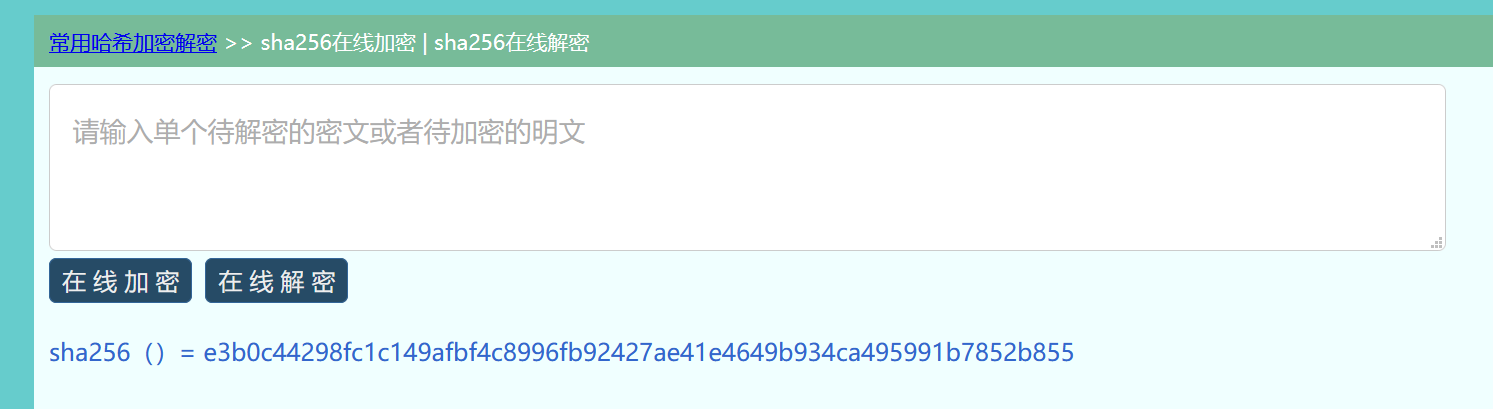 常用哈希加密解密 >> sha256在线加密 | sha256在线解密
请输入单个待解密的密文或者待加密的明文
在线加密 在线解密
sha256（）= e3b0c44298fc1c149afbf4c8996fb92427ae41e4649b934ca495991b7852b855